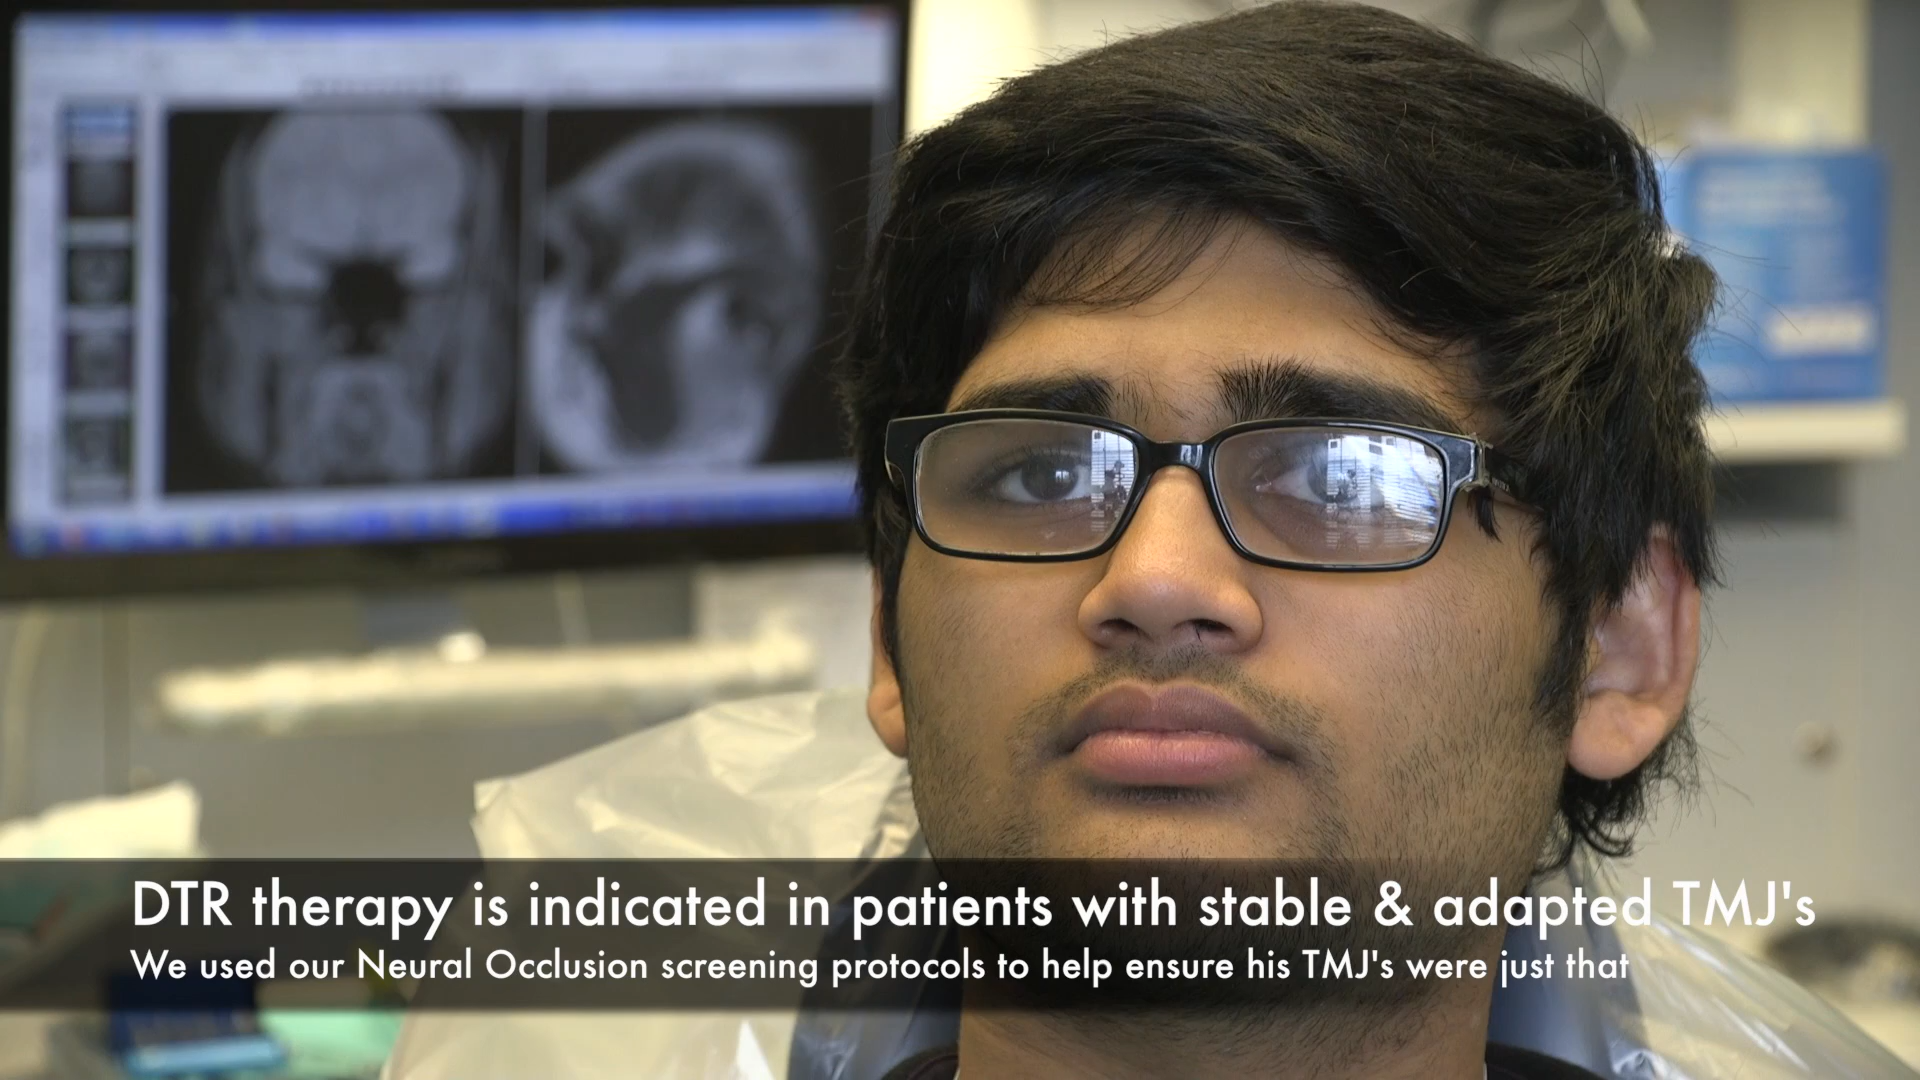 DTR therapy is indicated in patients with stable & adapted TMJ's
We used our Neural Occlusion screening protocols to help ensure his TMJ's were just that